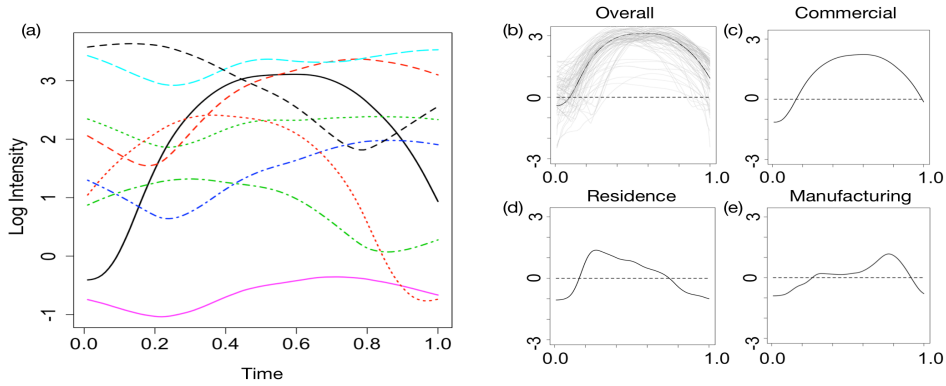 (a)
Log Intensity
3
2
1
0
-1
0.0 0.2 0.4 0.6 0.8 1.0
Time
Overall
(b)
3
0
-3
0.0 1.0
Commercial
(c)
3
0
-3
0.0 1.0
Residence
(d)
3
0
-3
0.0 1.0
Manufacturing
(e)
3
0
-3
0.0 1.0